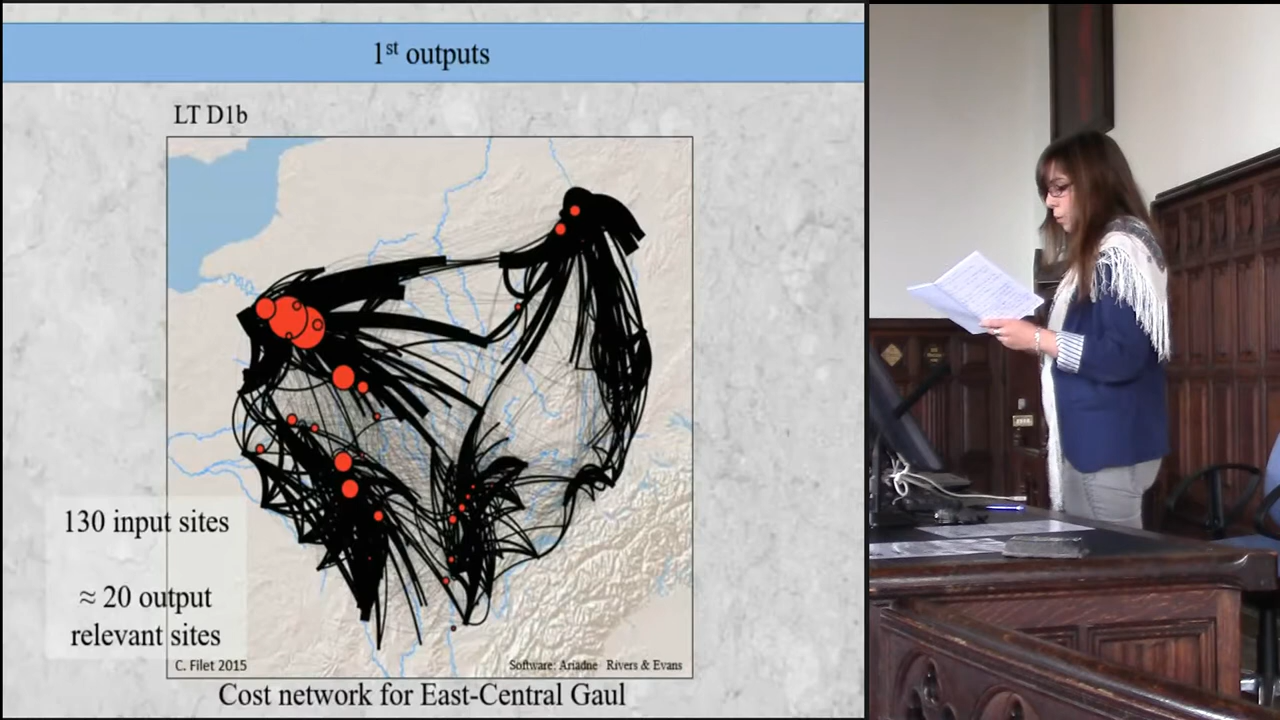 1st outputs
LT D1b
130 input sites
≈ 20 output
relevant sites
C. Filet 2015
Software: Ariadne Rivers & Evans
Cost network for East-Central Gaul